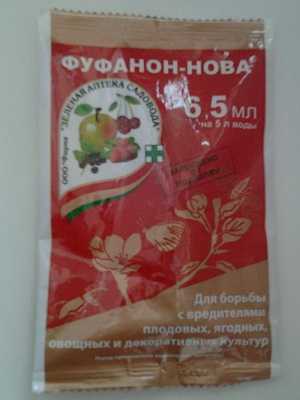 ФУФАНОН-НОВА®
6,5 МЛ
на 5 л воды
"ЗЕЛЕНАЯ АПТЕКА САДОВОДА"
ООО "Фирма
Для борьбы
с вредителями
плодовых, ягодных,
овощных и декоративных культур